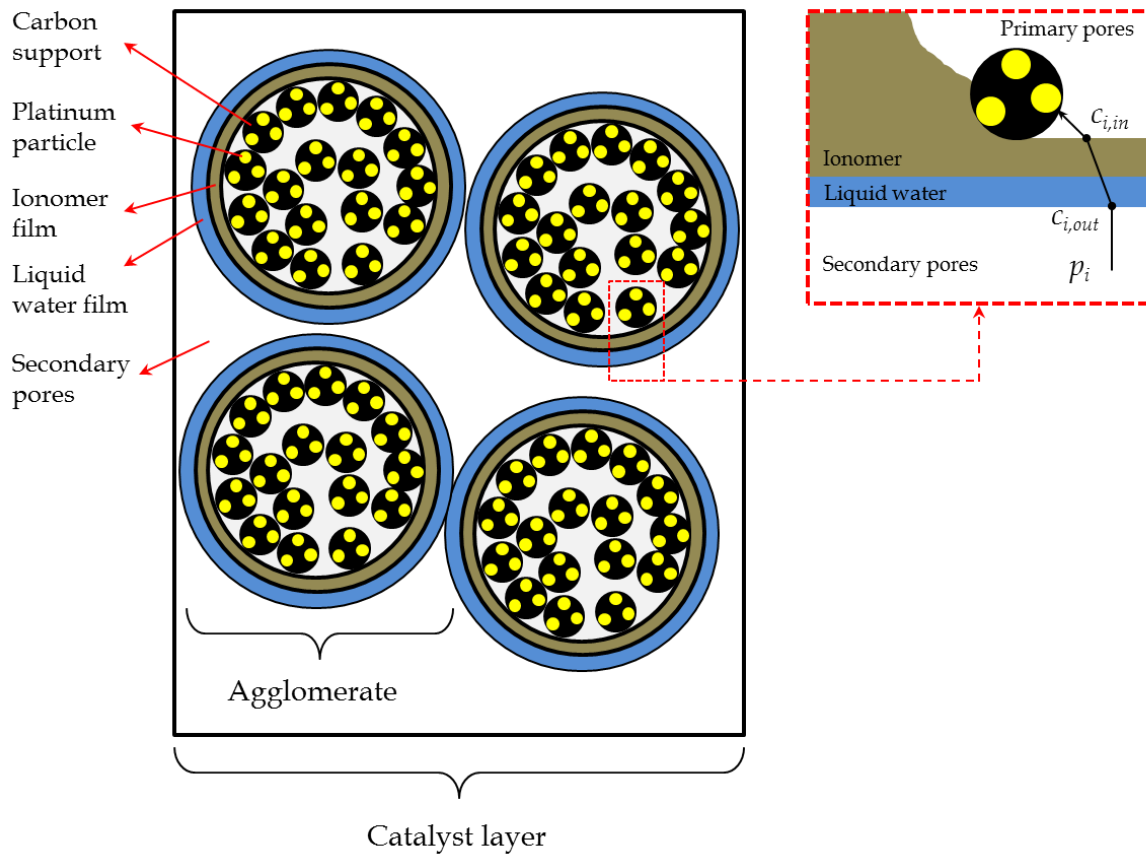 Carbon
support
Platinum
particle
Ionomer
film
Liquid
water film
Secondary
pores
Agglomerate
Catalyst layer
Primary pores
c_{i,in}
Ionomer
Liquid water
c_{i,out}
Secondary pores
p_i